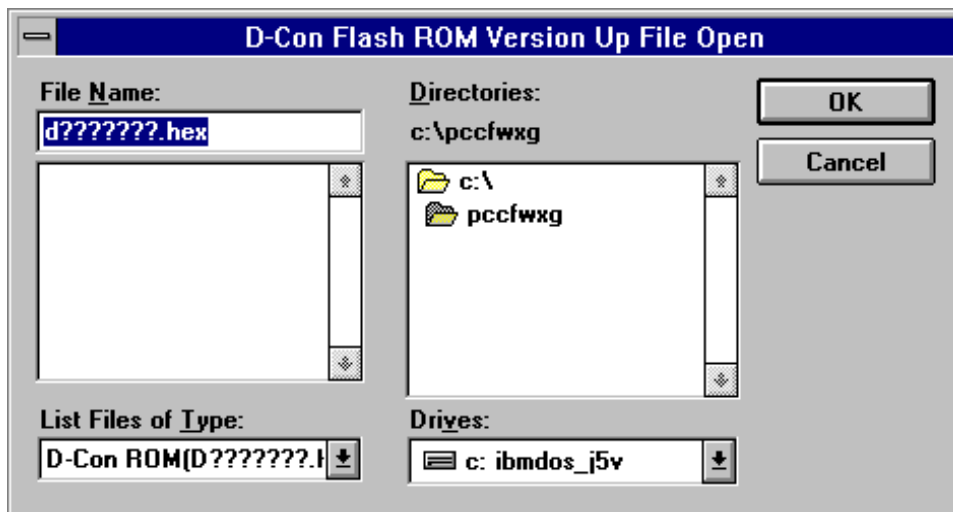 D-Con Flash ROM Version Up File Open
File Name:
d???????.hex
Directories:
c:\pccfwxg
c:\
pccfwxg
OK
Cancel
List Files of Type:
D-Con ROM(D???????.H
Drives:
c: ibmdos_j5v